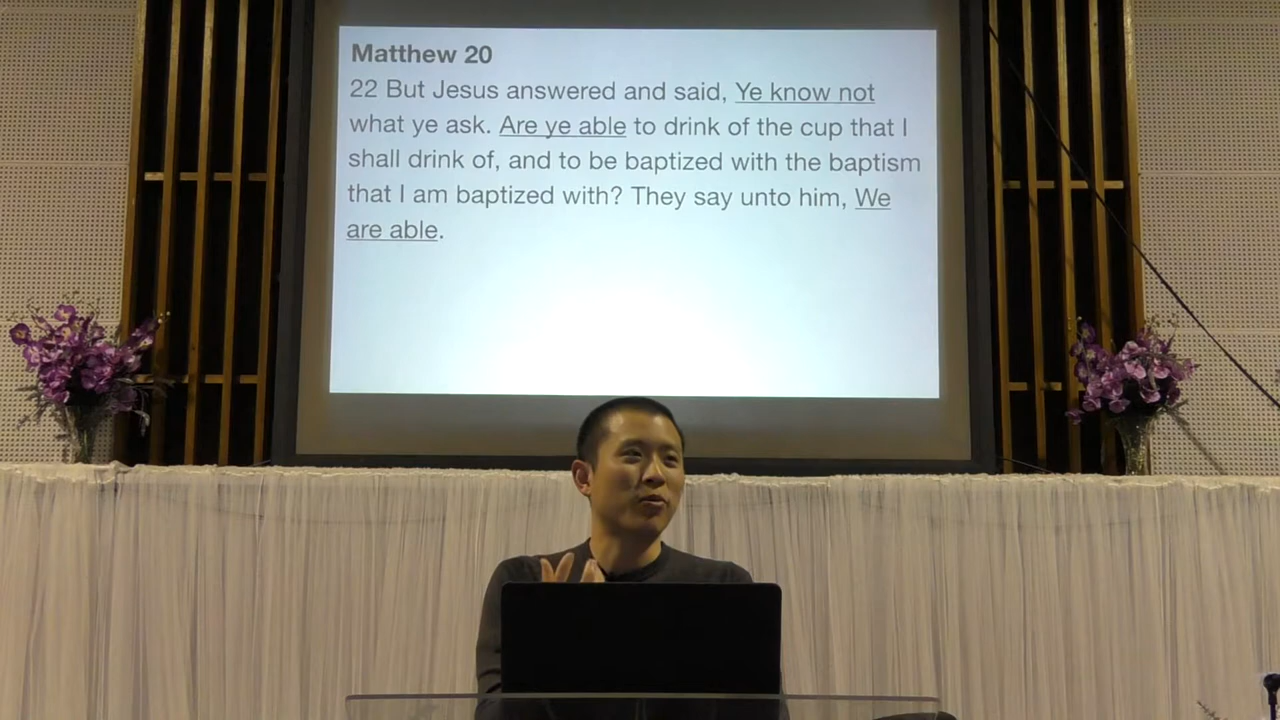 Matthew 20
22 But Jesus answered and said, Ye know not
what ye ask. Are ye able to drink of the cup that I
shall drink of, and to be baptized with the baptism
that I am baptized with? They say unto him, We
are able.